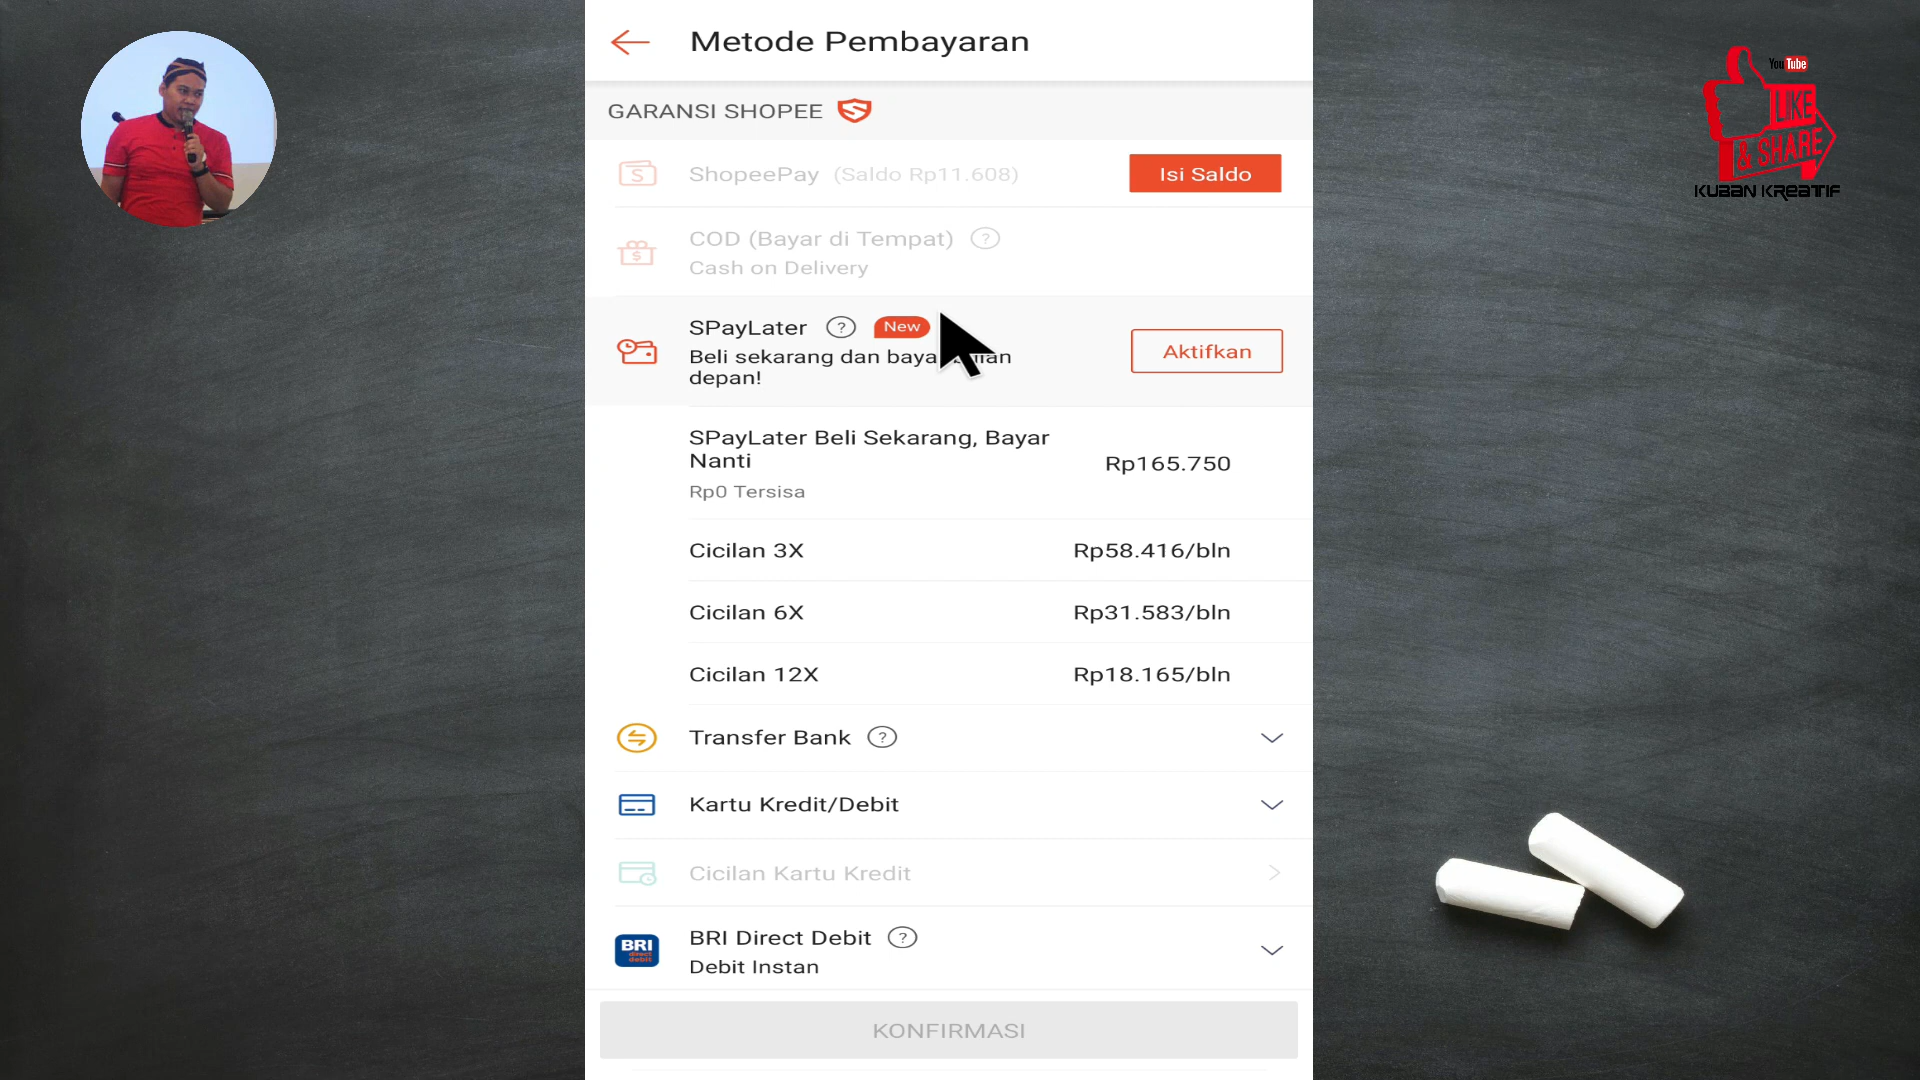 Metode Pembayaran
GARANSI SHOPEE
ShopeePay (Saldo Rp11.608)
Isi Saldo
COD (Bayar di Tempat) ?
Cash on Delivery
SPayLater ? New
Beli sekarang dan baya
depan!
Aktifkan
SPayLater Beli Sekarang, Bayar
Nanti
Rp165.750
Rp0 Tersisa
Cicilan 3X Rp58.416/bln
Cicilan 6X Rp31.583/bln
Cicilan 12X Rp18.165/bln
Transfer Bank ?
Kartu Kredit/Debit
Cicilan Kartu Kredit
BRI direct debit
BRI Direct Debit ?
Debit Instan
KONFIRMASI
YouTube
LIKE
& SHARE
KUBAN KREATIF